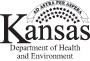 AD ASTRA PER ASPERA
Kansas
Department of Health
and Environment